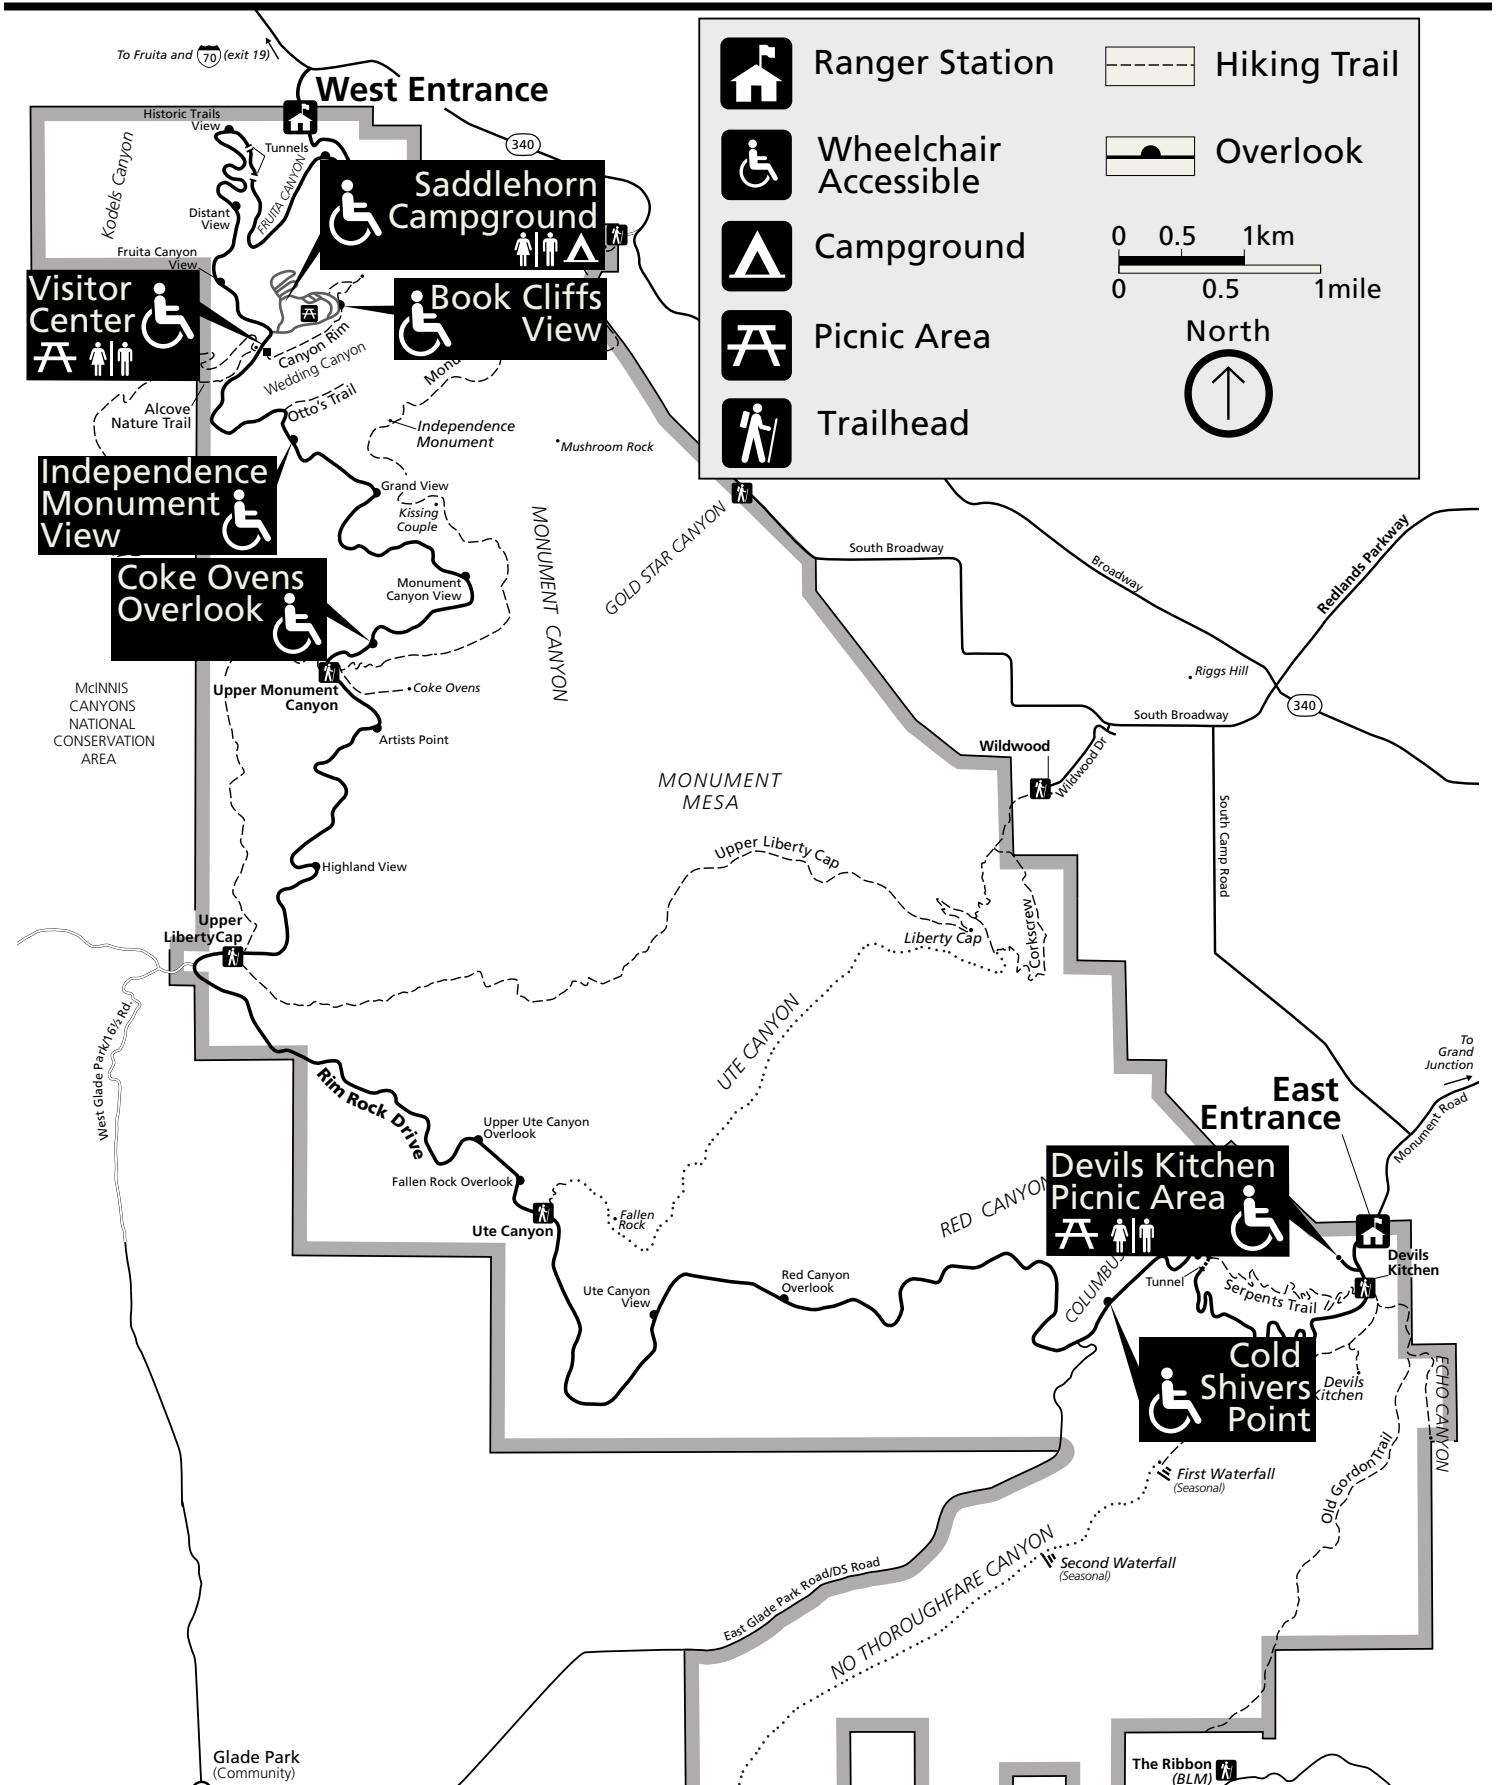 To Fruita and 70 (exit 19)
West Entrance
Historic Trails
View
Tunnels
340
Kodels Canyon
FRUITA CANYON
Distant
View
Fruita Canyon
View
Saddlehorn
Campground
Visitor
Center
Book Cliffs
View
Canyon Rim
Wedding Canyon
Otto's Trail
Alcove
Nature Trail
Independence
Monument
Mushroom Rock
Independence
Monument
View
Grand View
Kissing
Couple
MONUMENT CANYON
GOLD STAR CANYON
Coke Ovens
Overlook
Monument
Canyon View
Upper Monument
Canyon
Coke Ovens
McINNIS
CANYONS
NATIONAL
CONSERVATION
AREA
Artists Point
Highland View
Upper
LibertyCap
West Glade Park/16½ Rd.
MONUMENT
MESA
Upper Liberty Cap
Liberty Cap
Corkscrew
UTE CANYON
Rim Rock Drive
Upper Ute Canyon
Overlook
Fallen Rock Overlook
Ute Canyon
Fallen
Rock
Ute Canyon
View
Red Canyon
Overlook
RED CANYON
COLUMBUS
Ranger Station
Wheelchair
Accessible
Campground
Picnic Area
Trailhead
Hiking Trail
Overlook
0 0.5 1km
0 0.5 1mile
North
South Broadway
Broadway
Redlands Parkway
Riggs Hill
340
South Broadway
Wildwood
Wildwood Dr
South Camp Road
To
Grand
Junction
Monument Road
East
Entrance
Devils Kitchen
Picnic Area
Devils
Kitchen
Tunnel
Serpents Trail
Cold
Shivers
Point
Devils
Kitchen
ECHO CANYON
Old GordonTrail
First Waterfall
(Seasonal)
Second Waterfall
(Seasonal)
NO THOROUGHFARE CANYON
East Glade Park Road/DS Road
Glade Park
(Community)
The Ribbon
(BLM)